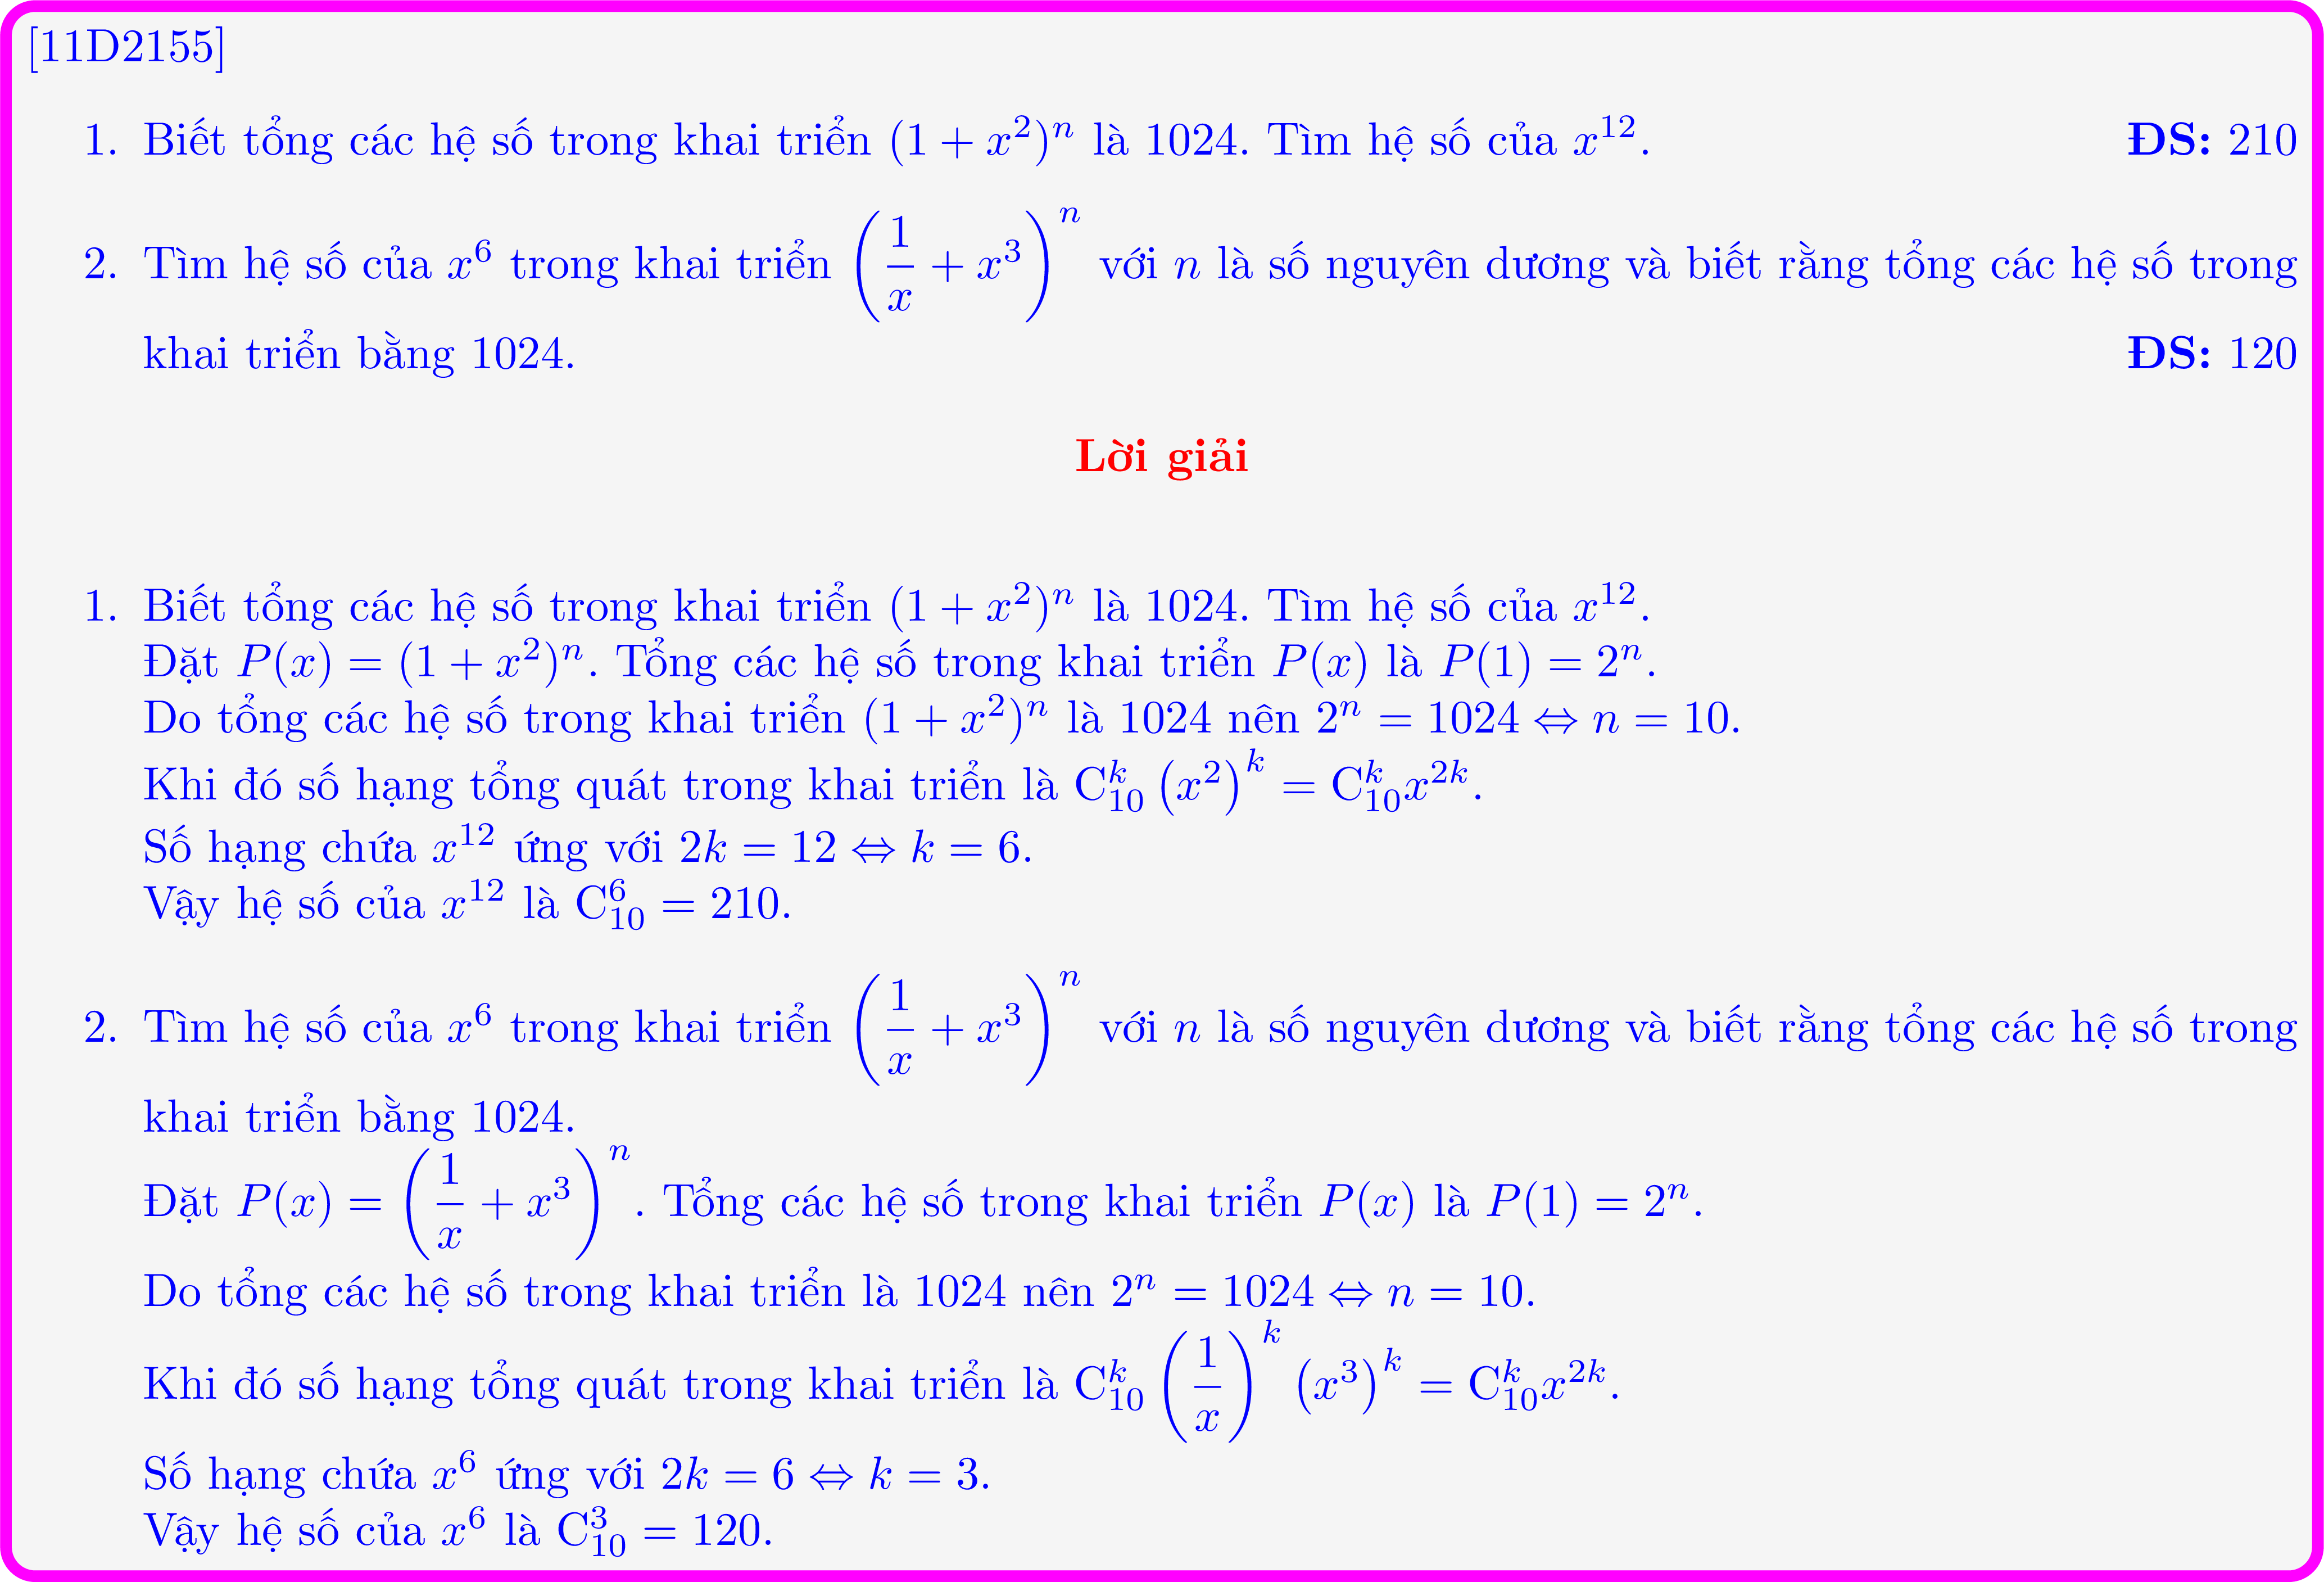 [11D2155]
1. Biết tổng các hệ số trong khai triển $(1 + x^2)^n$ là 1024. Tìm hệ số của $x^{12}$. ĐS: 210
2. Tìm hệ số của $x^6$ trong khai triển $\left(\dfrac{1}{x} + x^3\right)^n$ với $n$ là số nguyên dương và biết rằng tổng các hệ số trong
khai triển bằng 1024. ĐS: 120
Lời giải
1. Biết tổng các hệ số trong khai triển $(1 + x^2)^n$ là 1024. Tìm hệ số của $x^{12}$.
Đặt $P(x) = (1 + x^2)^n$. Tổng các hệ số trong khai triển $P(x)$ là $P(1) = 2^n$.
Do tổng các hệ số trong khai triển $(1 + x^2)^n$ là 1024 nên $2^n = 1024 \Leftrightarrow n = 10$.
Khi đó số hạng tổng quát trong khai triển là $\mathrm{C}_{10}^k \left(x^2\right)^k = \mathrm{C}_{10}^k x^{2k}$.
Số hạng chứa $x^{12}$ ứng với $2k = 12 \Leftrightarrow k = 6$.
Vậy hệ số của $x^{12}$ là $\mathrm{C}_{10}^6 = 210$.
2. Tìm hệ số của $x^6$ trong khai triển $\left(\dfrac{1}{x} + x^3\right)^n$ với $n$ là số nguyên dương và biết rằng tổng các hệ số trong
khai triển bằng 1024.
Đặt $P(x) = \left(\dfrac{1}{x} + x^3\right)^n$. Tổng các hệ số trong khai triển $P(x)$ là $P(1) = 2^n$.
Do tổng các hệ số trong khai triển là 1024 nên $2^n = 1024 \Leftrightarrow n = 10$.
Khi đó số hạng tổng quát trong khai triển là $\mathrm{C}_{10}^k \left(\dfrac{1}{x}\right)^k \left(x^3\right)^k = \mathrm{C}_{10}^k x^{2k}$.
Số hạng chứa $x^6$ ứng với $2k = 6 \Leftrightarrow k = 3$.
Vậy hệ số của $x^6$ là $\mathrm{C}_{10}^3 = 120$.